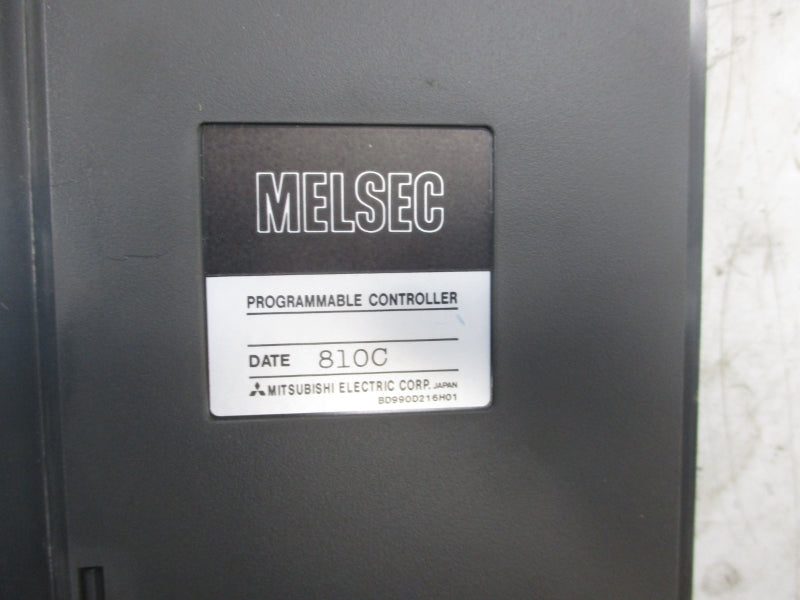 MELSEC
PROGRAMMABLE CONTROLLER
DATE 810C
MITSUBISHI ELECTRIC CORP. JAPAN
BD990D216H01